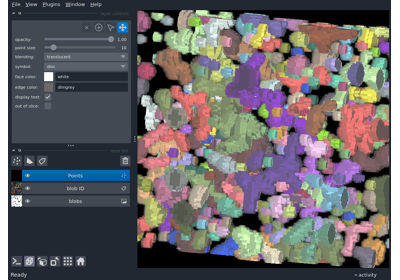 File View Plugins Window Help
opacity: 1.00
point size: 10
blending: translucent
symbol: disc
face color: white
edge color: dimgrey
display text:
out of slice:
Points
blob ID
blobs
Ready
activity